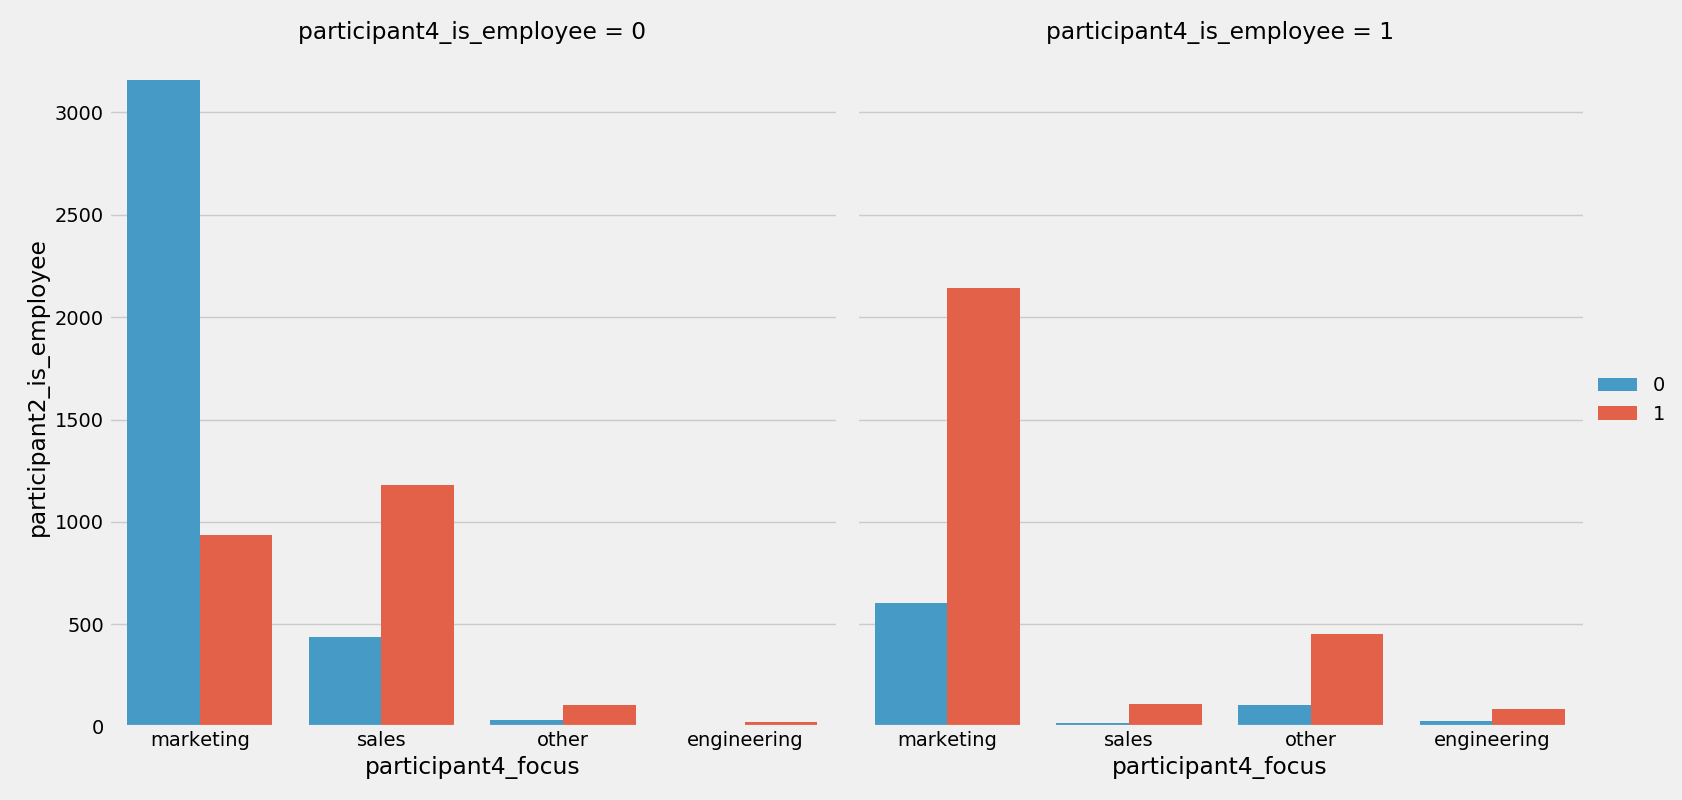 participant4_is_employee = 0
participant4_is_employee = 1
participant2_is_employee
3000
2500
2000
1500
1000
500
0
marketing sales other engineering
marketing sales other engineering
participant4_focus
participant4_focus
0
1